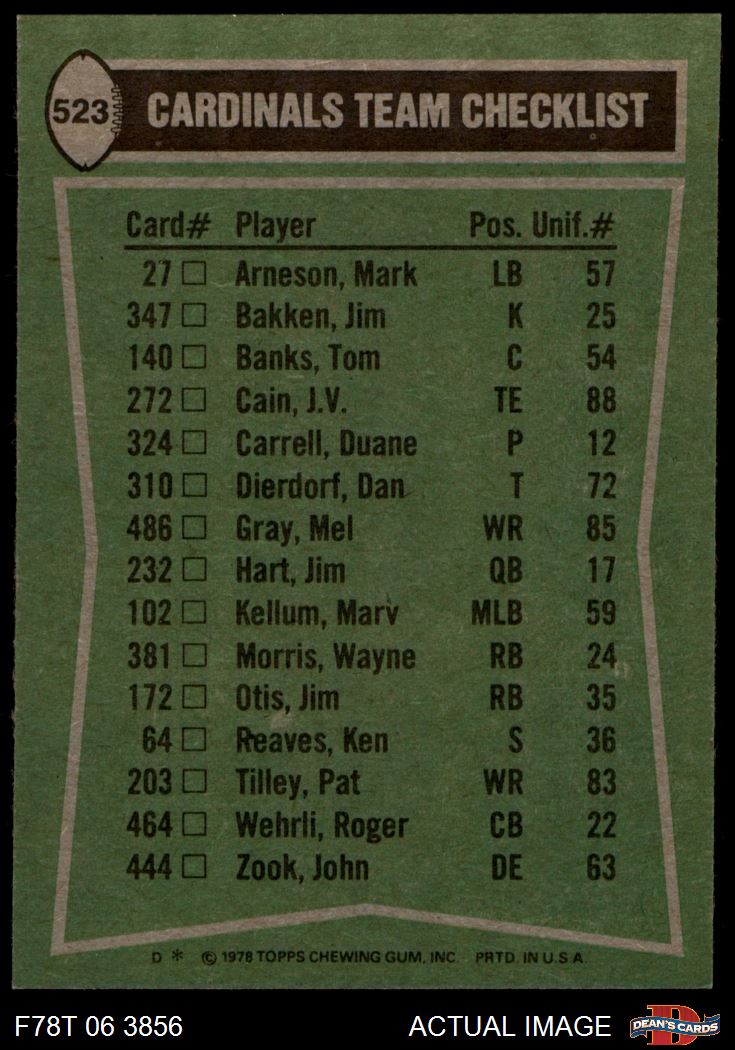 523 CARDINALS TEAM CHECKLIST
Card# Player Pos. Unif.#
27 □ Arneson, Mark LB 57
347 □ Bakken, Jim K 25
140 □ Banks, Tom C 54
272 □ Cain, J.V. TE 88
324 □ Carrell, Duane P 12
310 □ Dierdorf, Dan T 72
486 □ Gray, Mel WR 85
232 □ Hart, Jim QB 17
102 □ Kellum, Marv MLB 59
381 □ Morris, Wayne RB 24
172 □ Otis, Jim RB 35
64 □ Reaves, Ken S 36
203 □ Tilley, Pat WR 83
464 □ Wehrli, Roger CB 22
444 □ Zook, John DE 63
D * © 1978 TOPPS CHEWING GUM, INC. PRTD. IN U.S.A.
F78T 06 3856 ACTUAL IMAGE D DEAN'S CARDS